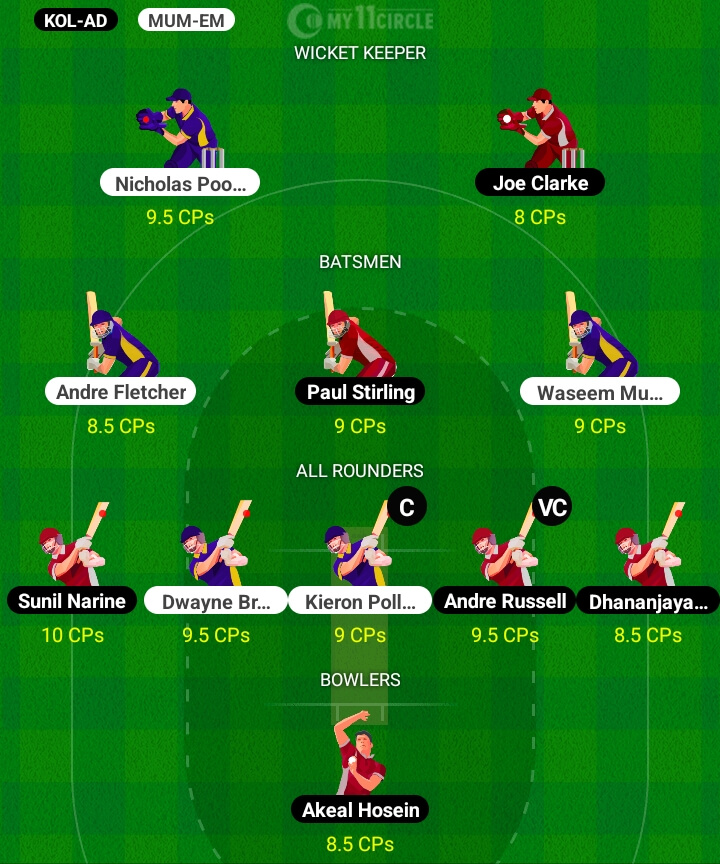 KOL-AD MUM-EM MY11CIRCLE
WICKET KEEPER
Nicholas Poo... Joe Clarke
9.5 CPs 8 CPs
BATSMEN
Andre Fletcher Paul Stirling Waseem Mu...
8.5 CPs 9 CPs 9 CPs
ALL ROUNDERS
C VC
Sunil Narine Dwayne Br... Kieron Poll... Andre Russell Dhananjaya...
10 CPs 9.5 CPs 9 CPs 9.5 CPs 8.5 CPs
BOWLERS
Akeal Hosein
8.5 CPs